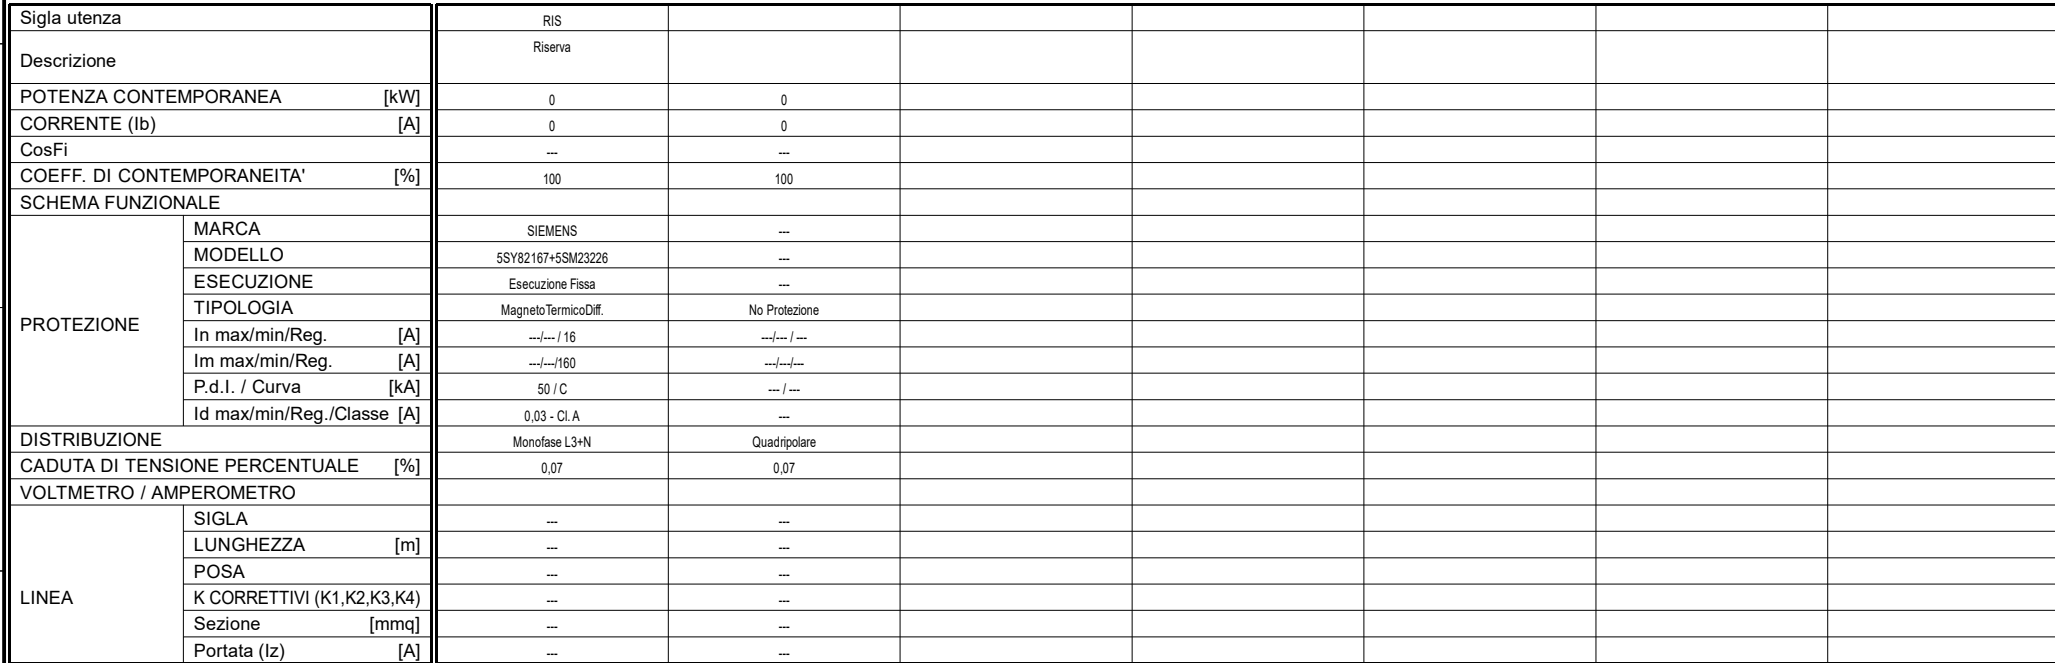 Sigla utenza RIS
Descrizione Riserva
POTENZA CONTEMPORANEA [kW] 0 0
CORRENTE (Ib) [A] 0 0
CosFi --- ---
COEFF. DI CONTEMPORANEITA' [%] 100 100
SCHEMA FUNZIONALE
PROTEZIONE
MARCA SIEMENS ---
MODELLO 5SY82167+5SM23226 ---
ESECUZIONE Esecuzione Fissa ---
TIPOLOGIA MagnetoTermicoDiff. No Protezione
In max/min/Reg. [A] ---/--- / 16 ---/--- / ---
Im max/min/Reg. [A] ---/---/160 ---/---/---
P.d.I. / Curva [kA] 50 / C --- / ---
Id max/min/Reg./Classe [A] 0,03 - Cl. A ---
DISTRIBUZIONE Monofase L3+N Quadripolare
CADUTA DI TENSIONE PERCENTUALE [%] 0,07 0,07
VOLTMETRO / AMPEROMETRO
LINEA
SIGLA --- ---
LUNGHEZZA [m] --- ---
POSA --- ---
K CORRETTIVI (K1,K2,K3,K4) --- ---
Sezione [mmq] --- ---
Portata (Iz) [A] --- ---